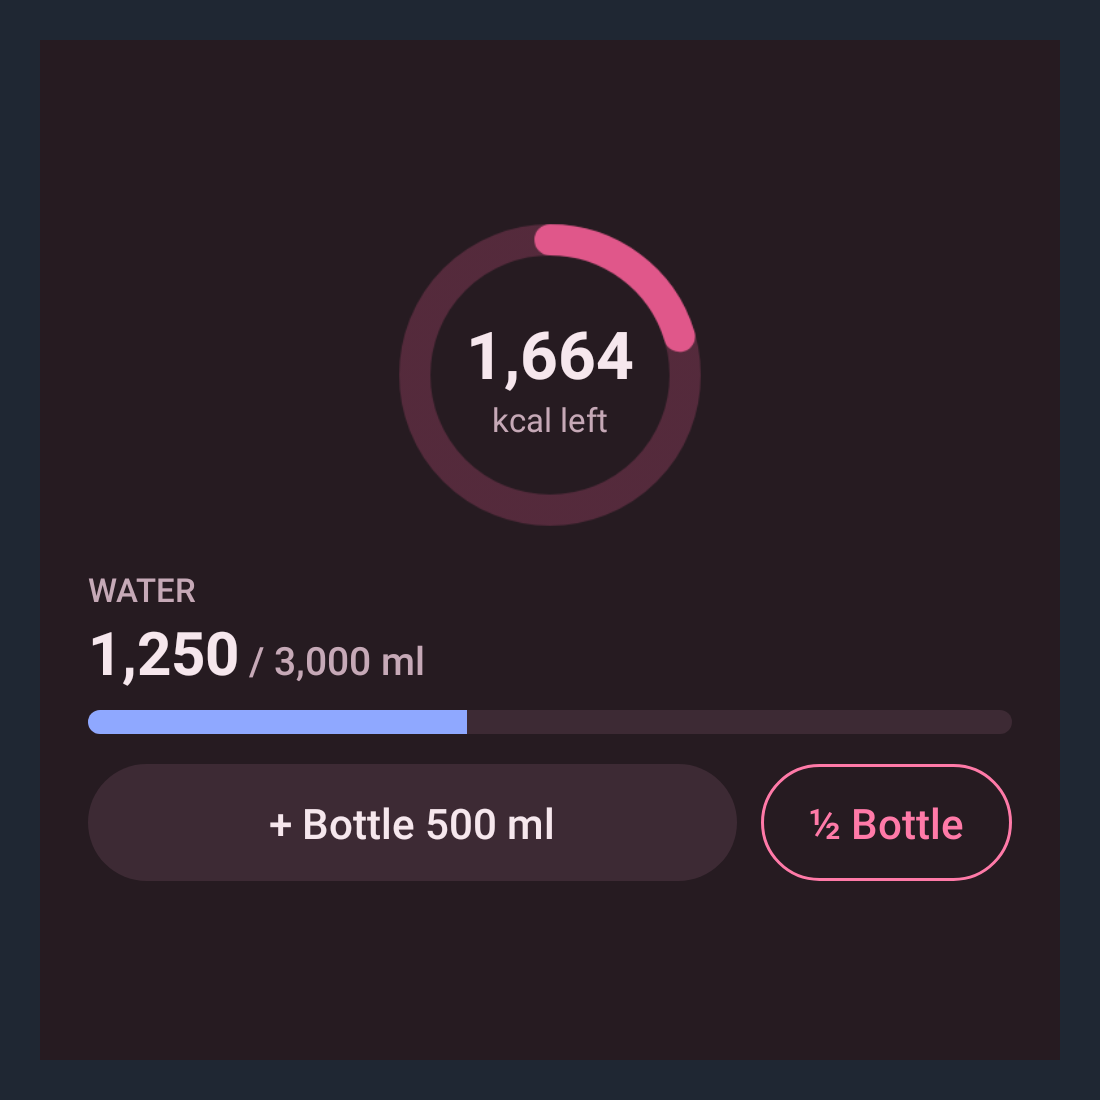 1,664
kcal left
WATER
1,250 / 3,000 ml
+ Bottle 500 ml
½ Bottle